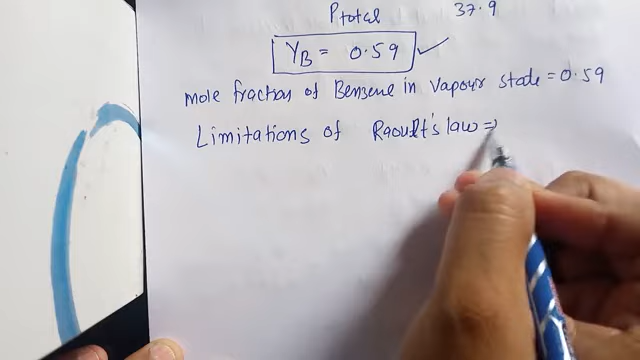 Ptotal 37.9
YB = 0.59
mole fraction of Benzene in Vapour state = 0.59
Limitations of Raoult's law =>